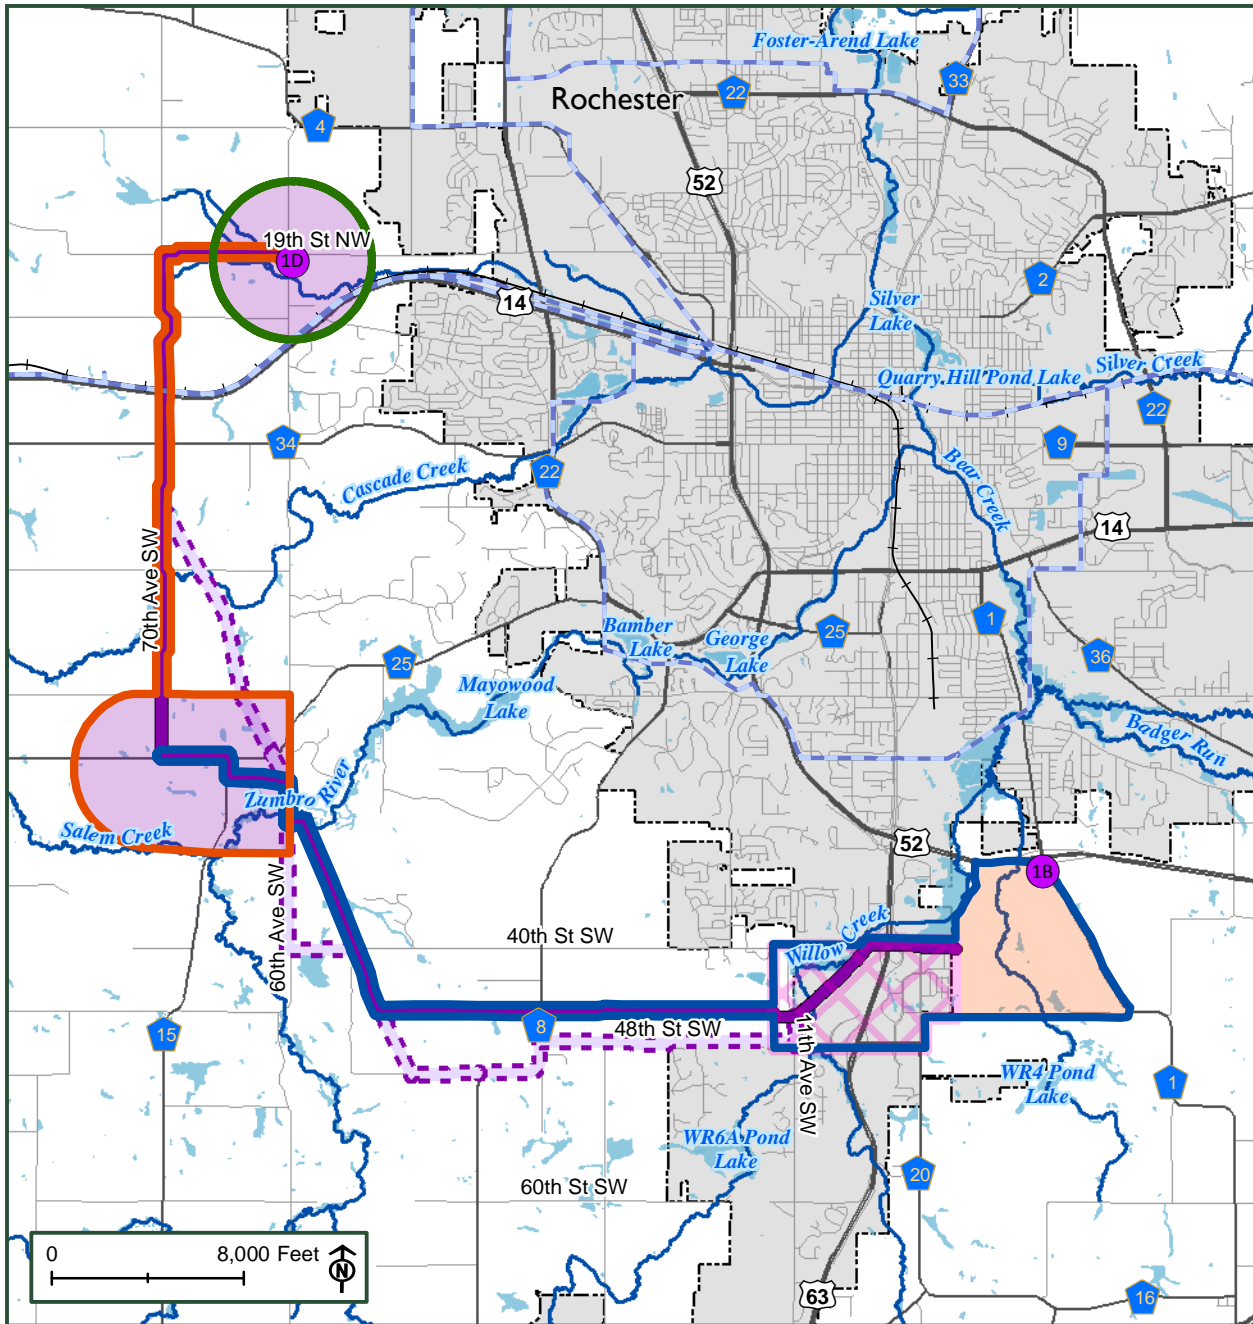 Foster-Arend Lake
33
22
Rochester
4
52
19th St NW
1D
2
14
Silver
Lake
Quarry Hill Pond Lake
Silver Creek
22
34
9
22
Cascade Creek
Bear Creek
14
70th Ave SW
1
25
Bamber
Lake
George
Lake
25
36
Mayowood
Lake
Badger Run
Zumbro River
Salem Creek
52
1B
60th Ave SW
40th St SW
Willow Creek
15
8
48th St SW
11th Ave SW
WR4 Pond
Lake
1
WR6A Pond
Lake
20
60th St SW
0 8,000 Feet
N
63
16